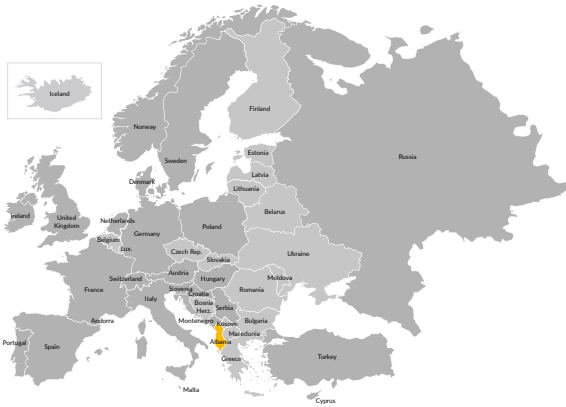 Iceland
Finland
Norway
Sweden
Russia
Estonia
Latvia
Denmark
Lithuania
Ireland
United
Kingdom
Netherlands
Belarus
Poland
Germany
Belgium
Lux.
Czech Rep.
Ukraine
Slovakia
Austria
Switzerland
Hungary
Moldova
France
Slovenia
Romania
Croatia
Italy
Bosnia
Herz.
Serbia
Andorra
Montenegro
Kosovo
Bulgaria
Macedonia
Portugal
Spain
Albania
Greece
Turkey
Malta
Cyprus